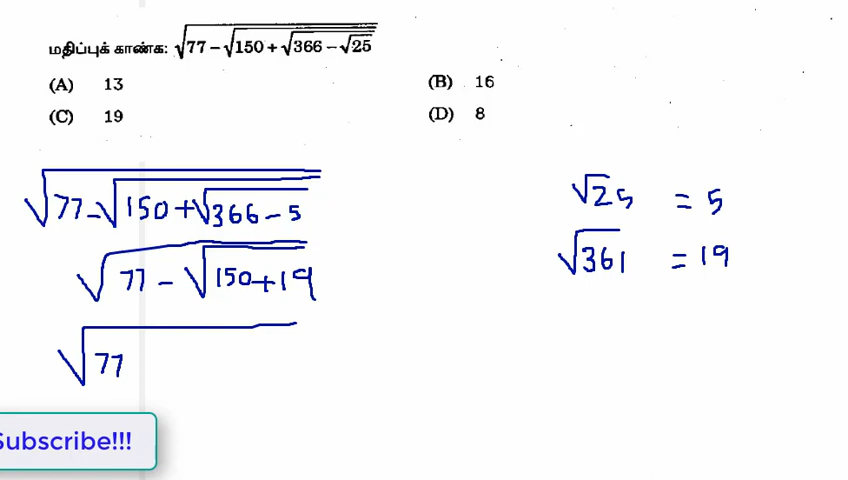 மதிப்புக் காண்க: √77 − √150 + √366 − √25
(A) 13
(B) 16
(C) 19
(D) 8
√77 - √150 + √366 - 5
√25 = 5
√77 - √150 + 19
√361 = 19
√77
Subscribe!!!